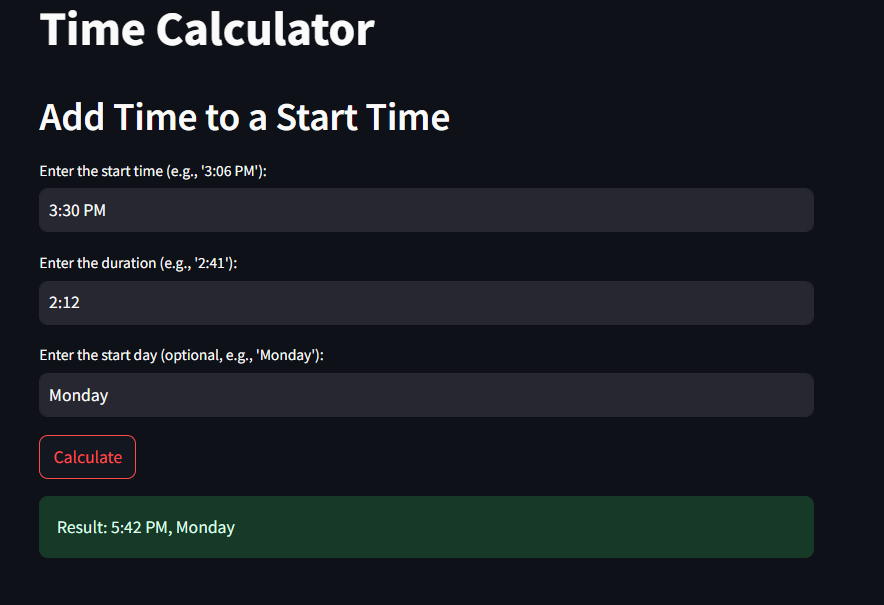 Time Calculator
Add Time to a Start Time
Enter the start time (e.g., '3:06 PM'):
3:30 PM
Enter the duration (e.g., '2:41'):
2:12
Enter the start day (optional, e.g., 'Monday'):
Monday
Calculate
Result: 5:42 PM, Monday